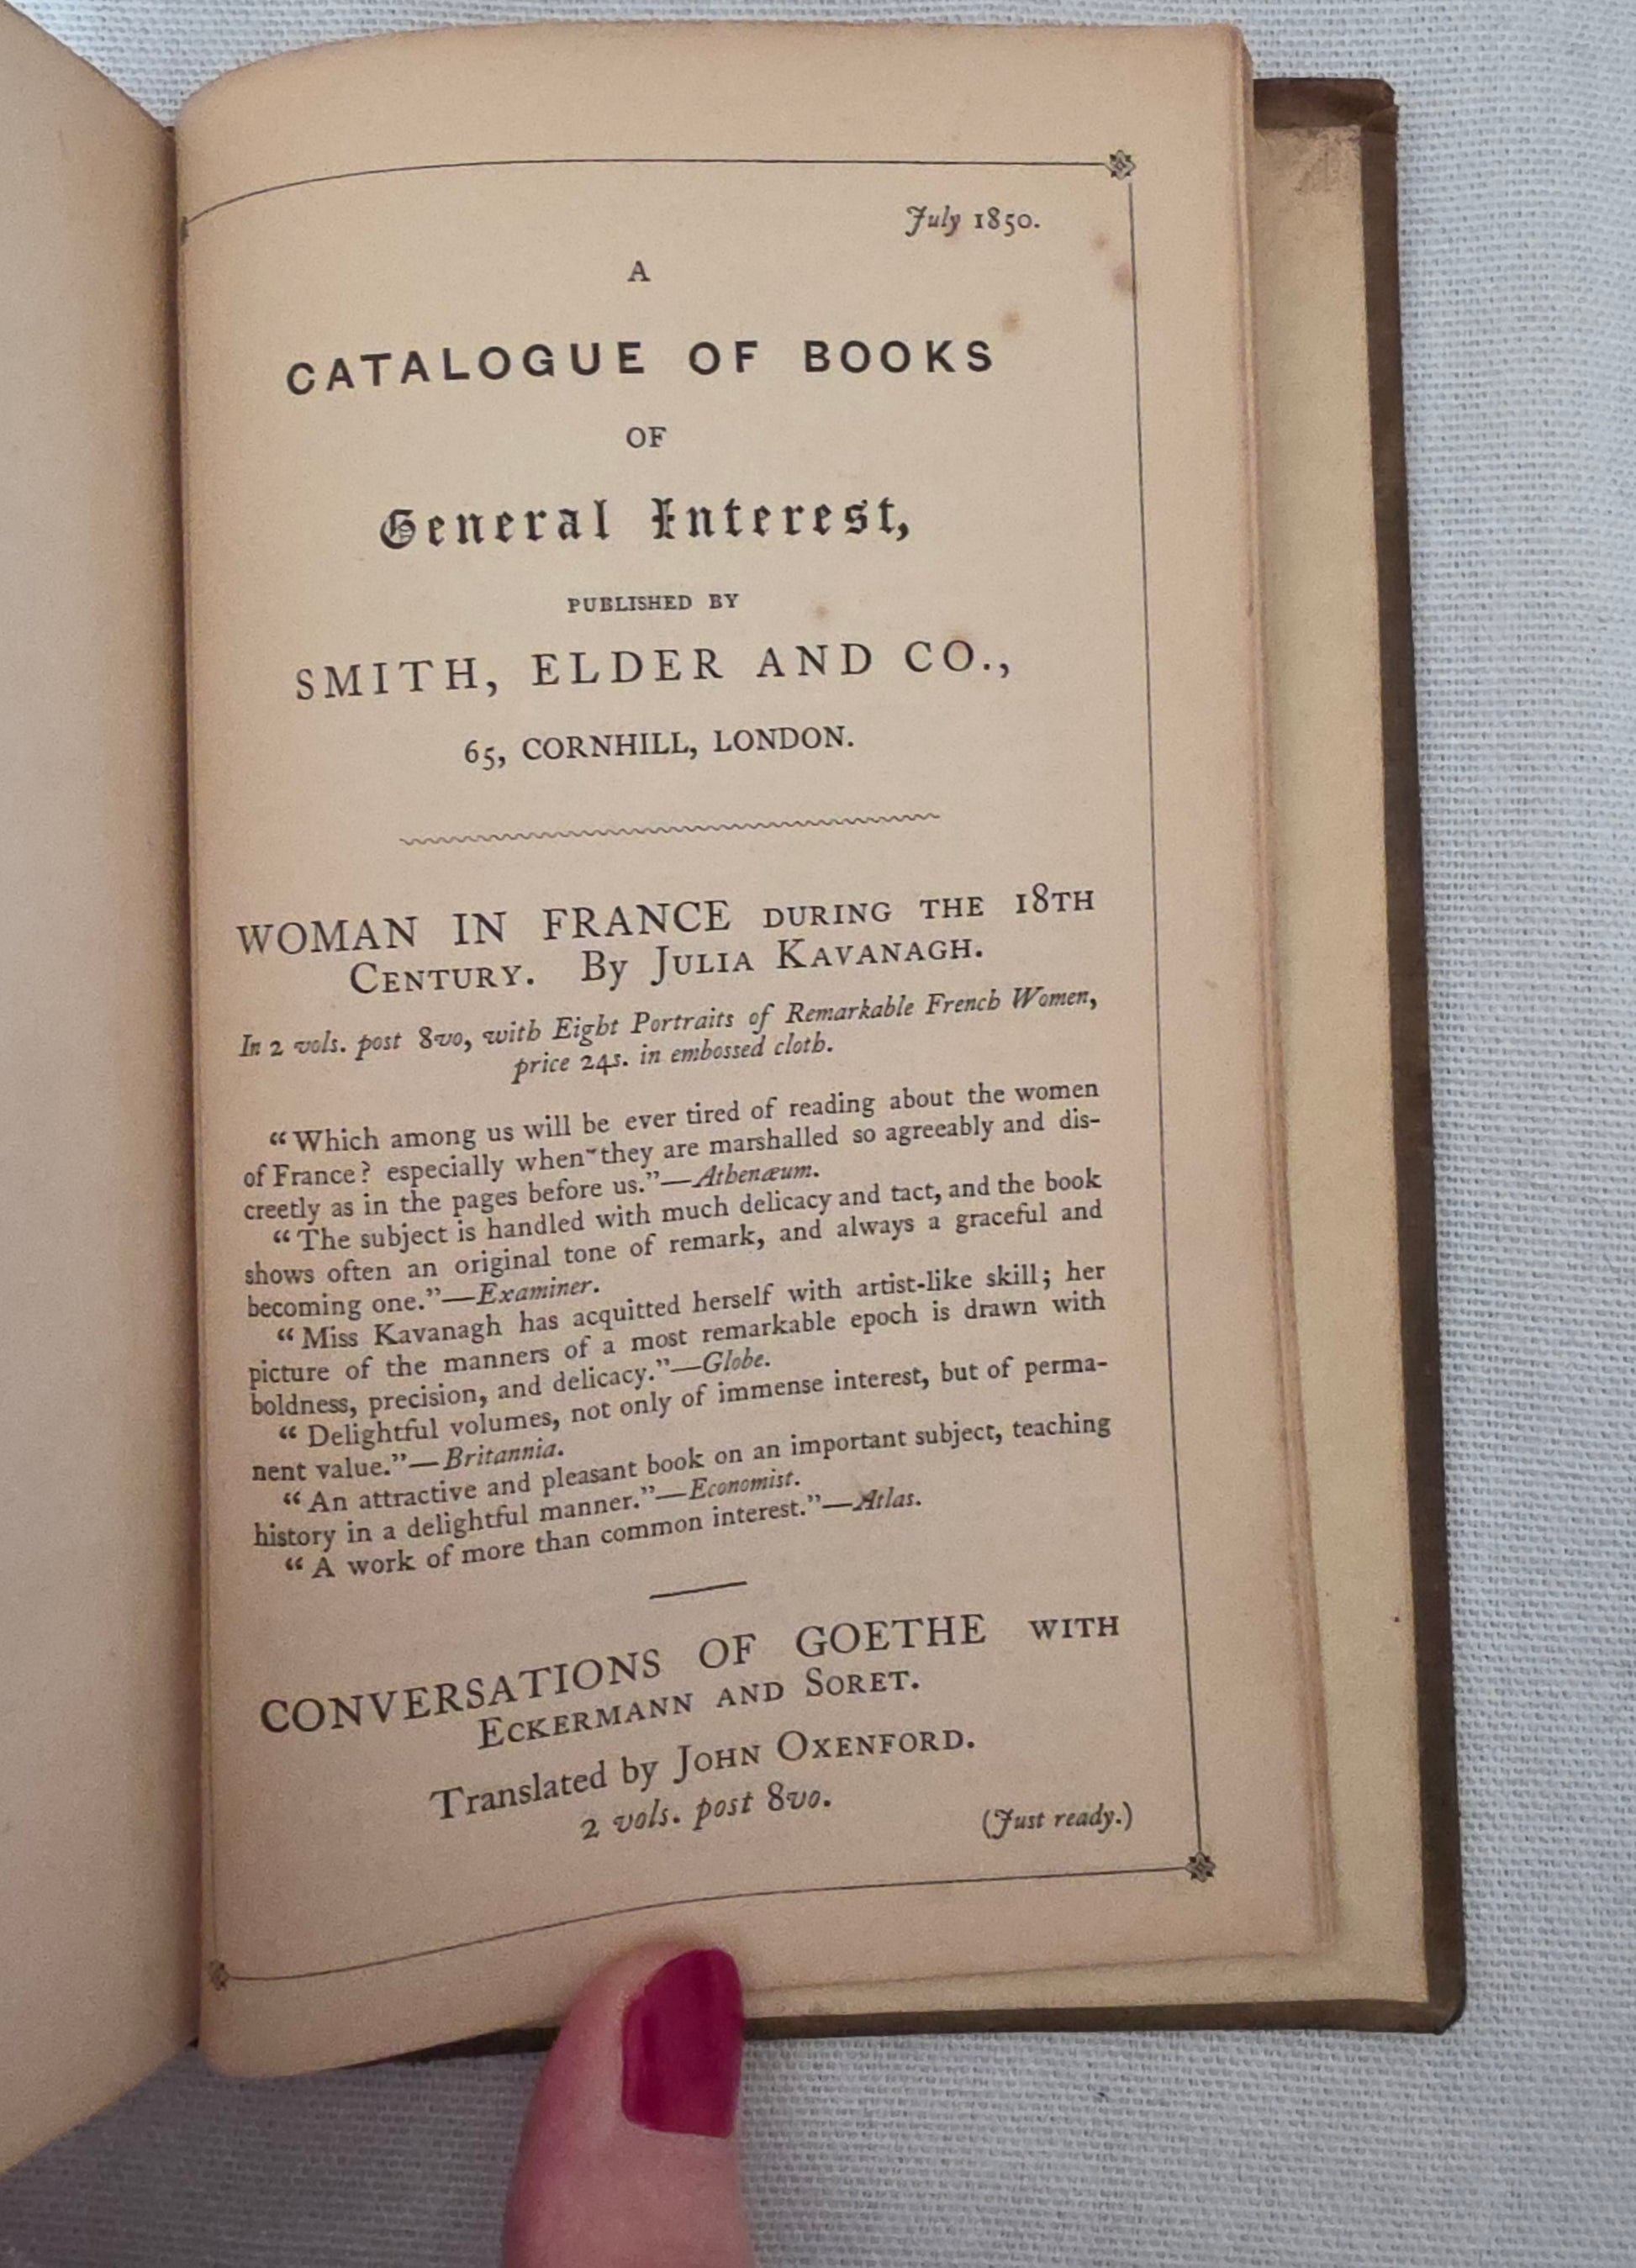 July 1850.
A
CATALOGUE OF BOOKS
OF
General Interest,
PUBLISHED BY
SMITH, ELDER AND CO.,
65, CORNHILL, LONDON.
WOMAN IN FRANCE DURING THE 18TH
CENTURY. By JULIA KAVANAGH.
In 2 vols. post 8vo, with Eight Portraits of Remarkable French Women,
price 24s. in embossed cloth.
“Which among us will be ever tired of reading about the women
of France? especially when they are marshalled so agreeably and dis-
creetly as in the pages before us.”—Athenæum.
“The subject is handled with much delicacy and tact, and the book
shows often an original tone of remark, and always a graceful and
becoming one.”—Examiner.
“Miss Kavanagh has acquitted herself with artist-like skill; her
picture of the manners of a most remarkable epoch is drawn with
boldness, precision, and delicacy.”—Globe.
“Delightful volumes, not only of immense interest, but of perma-
nent value.”—Britannia.
“An attractive and pleasant book on an important subject, teaching
history in a delightful manner.”—Economist.
“A work of more than common interest.”—Atlas.
CONVERSATIONS OF GOETHE WITH
ECKERMANN AND SORET.
Translated by JOHN OXENFORD.
2 vols. post 8vo.
(Just ready.)